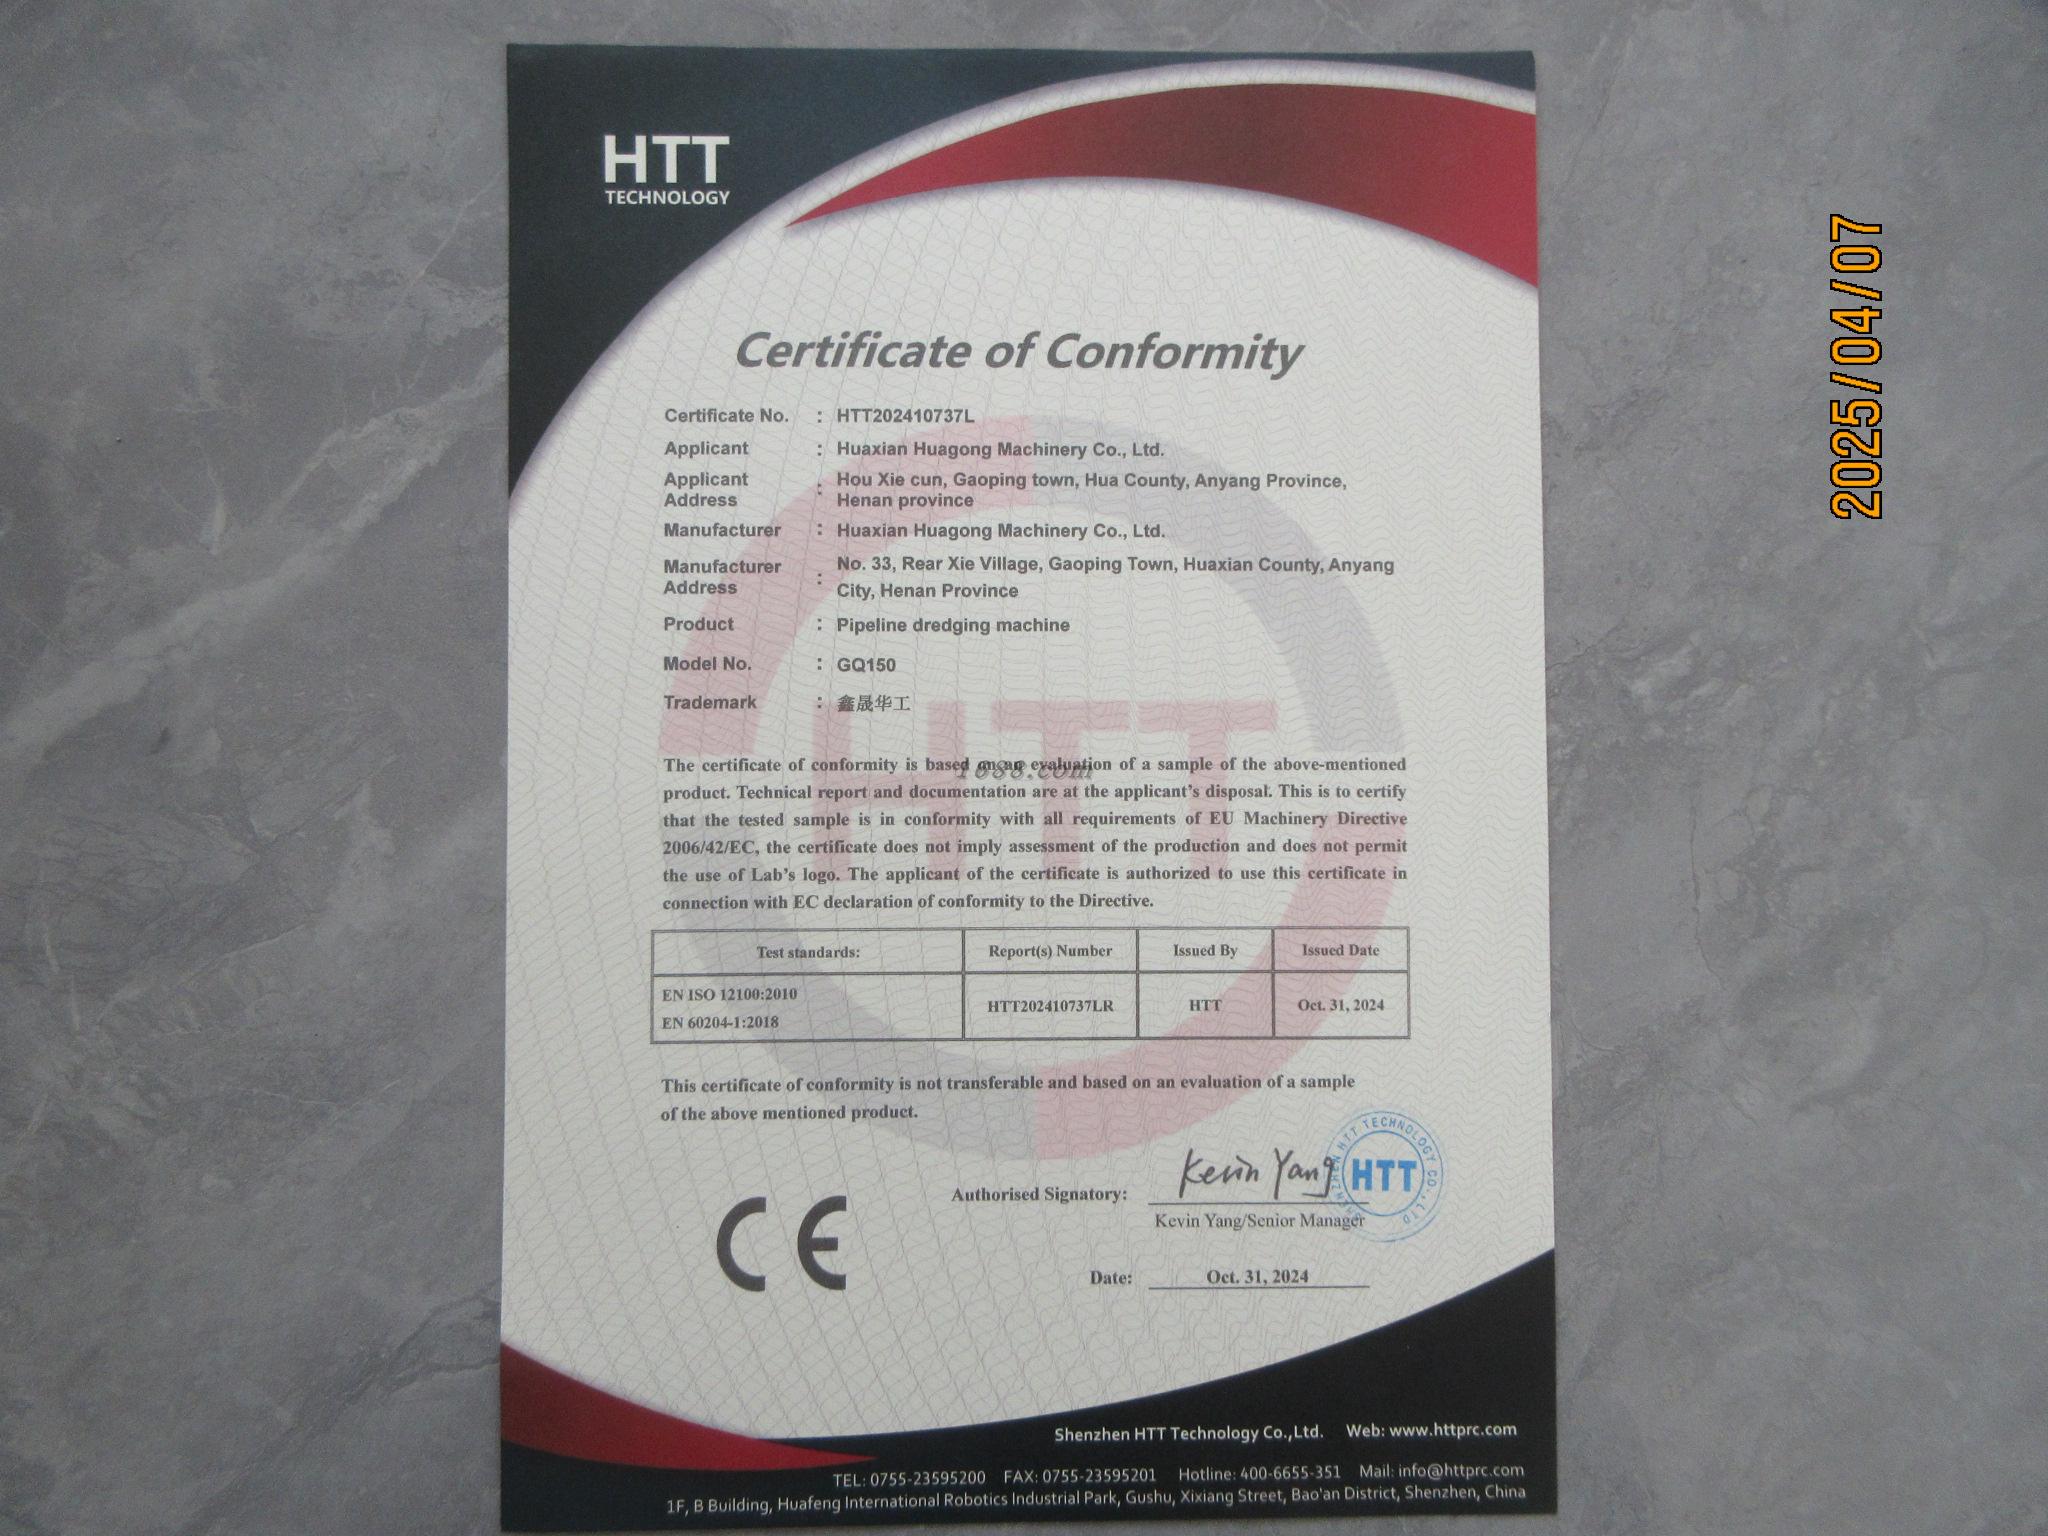 HTT
TECHNOLOGY
Certificate of Conformity
Certificate No. : HTT202410737L
Applicant : Huaxian Huagong Machinery Co., Ltd.
Applicant Address : Hou Xie cun, Gaoping town, Hua County, Anyang Province,
Henan province
Manufacturer : Huaxian Huagong Machinery Co., Ltd.
Manufacturer Address : No. 33, Rear Xie Village, Gaoping Town, Huaxian County, Anyang
City, Henan Province
Product : Pipeline dredging machine
Model No. : GQ150
Trademark : 鑫晟华工
The certificate of conformity is based on an evaluation of a sample of the above-mentioned
product. Technical report and documentation are at the applicant's disposal. This is to certify
that the tested sample is in conformity with all requirements of EU Machinery Directive
2006/42/EC, the certificate does not imply assessment of the production and does not permit
the use of Lab's logo. The applicant of the certificate is authorized to use this certificate in
connection with EC declaration of conformity to the Directive.
1688.com
HTT
Test standards: Report(s) Number Issued By Issued Date
EN ISO 12100:2010
EN 60204-1:2018
HTT202410737LR HTT Oct. 31, 2024
This certificate of conformity is not transferable and based on an evaluation of a sample
of the above mentioned product.
Authorised Signatory: Kevin Yang
Kevin Yang/Senior Manager
SHENZHEN HTT TECHNOLOGY CO., LTD
HTT
CE
Date: Oct. 31, 2024
Shenzhen HTT Technology Co.,Ltd. Web: www.httprc.com
TEL: 0755-23595200 FAX: 0755-23595201 Hotline: 400-6655-351 Mail: info@httprc.com
1F, B Building, Huafeng International Robotics Industrial Park, Gushu, Xixiang Street, Bao'an District, Shenzhen, China
2025/04/07